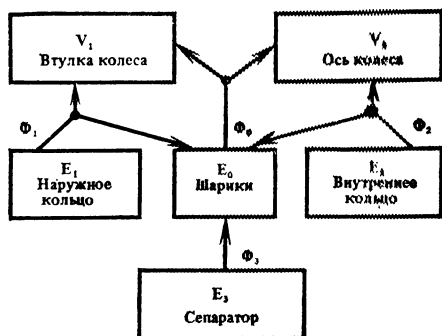 V₁
Втулка колеса
V₂
Ось колеса
Φ₁
Φ₀
Φ₂
E₁
Наружное
кольцо
E₀
Шарики
E₂
Внутреннее
кольцо
Φ₃
E₃
Сепаратор